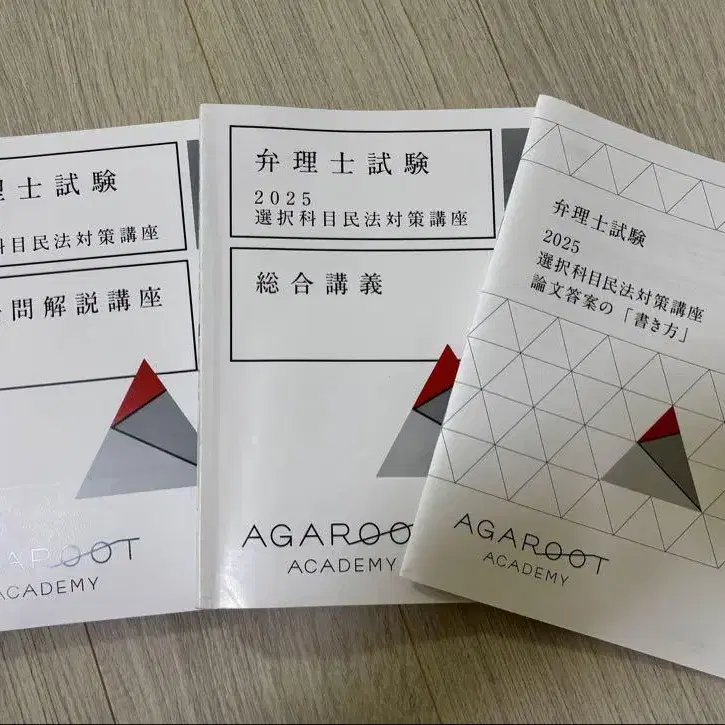 理士試験
科目民法対策講座
問解説講座
AROOT
ACADEMY
弁理士試験
2025
選択科目民法対策講座
総合講義
AGAROO
ACADEMY
弁理士試験
2025
選択科目民法対策講座
論文答案の「書き方」
AGAROOT
ACADEMY